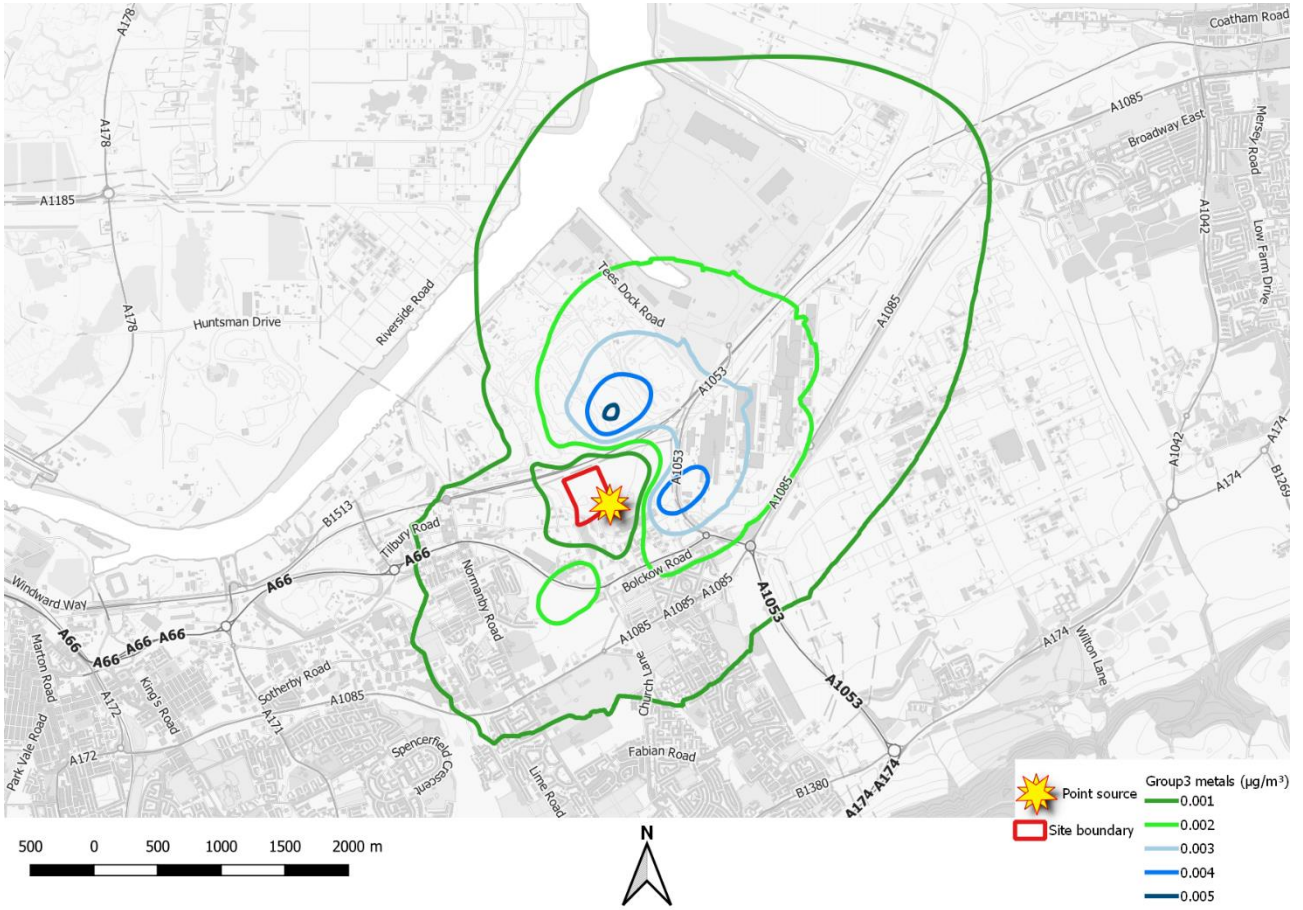 A178
Coatham Road
A1085
Broadway East
Mersey Road
A178
A1185
A1042
Low Farm Drive
Tees Dock Road
Riverside Road
A1085
A178
Huntsman Drive
A1053
A1042
A174
A1053
A174
B1269
A1085
B1513
Tilbury Road
A66
Bolckow Road
Windward Way
A66
Normanby Road
A1085
A1085
A1085
A1053
A66
A66
A66
A66
A174
Wilton Lane
Marton Road
King's Road
Sotherby Road
Church Lane
A1085
A172
A171
A1053
Park Vale Road
A172
Spencerfield Crescent
Lime Road
Fabian Road
B1380
A174
A174
Point source
Site boundary
Group3 metals (µg/m³)
0.001
0.002
0.003
0.004
0.005
N
500 0 500 1000 1500 2000 m